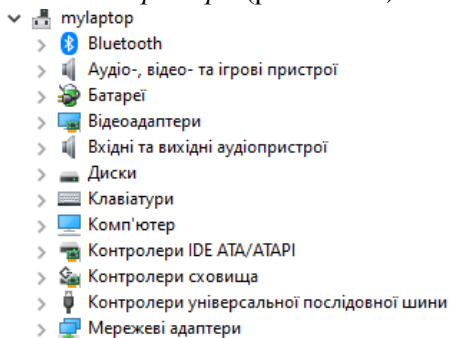 mylaptop
Bluetooth
Аудіо-, відео- та ігрові пристрої
Батареї
Відеоадаптери
Вхідні та вихідні аудіопристрої
Диски
Клавіатури
Комп'ютер
Контролери IDE ATA/ATAPI
Контролери сховища
Контролери універсальної послідовної шини
Мережеві адаптери